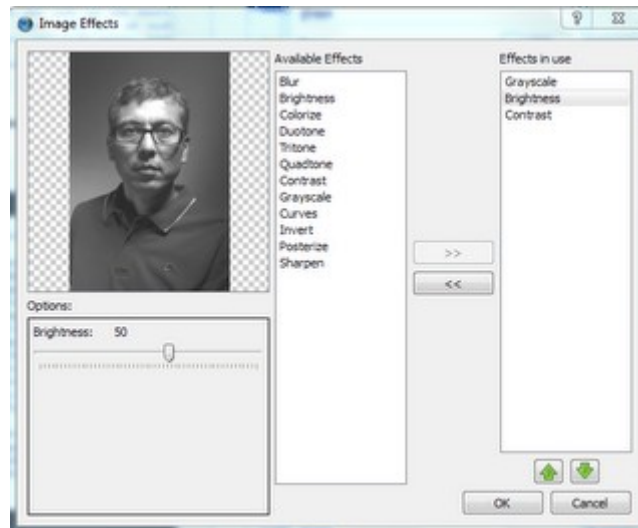 Image Effects
Available Effects
Blur
Brightness
Colorize
Duotone
Tritone
Quadtone
Contrast
Grayscale
Curves
Invert
Posterize
Sharpen
>>
<<
Effects in use
Grayscale
Brightness
Contrast
Options:
Brightness: 50
OK
Cancel